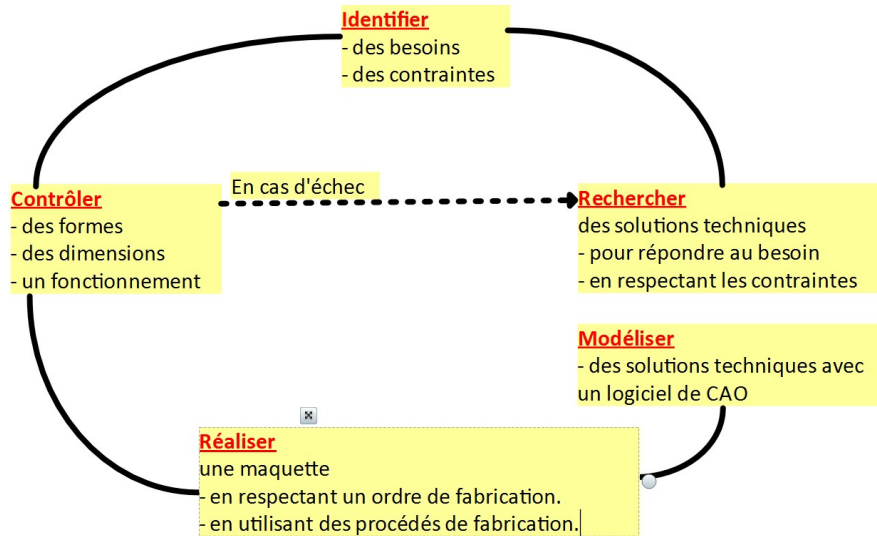 Identifier
- des besoins
- des contraintes
Contrôler
- des formes
- des dimensions
- un fonctionnement
En cas d'échec
Rechercher
des solutions techniques
- pour répondre au besoin
- en respectant les contraintes
Modéliser
- des solutions techniques avec
un logiciel de CAO
Réaliser
une maquette
- en respectant un ordre de fabrication.
- en utilisant des procédés de fabrication.